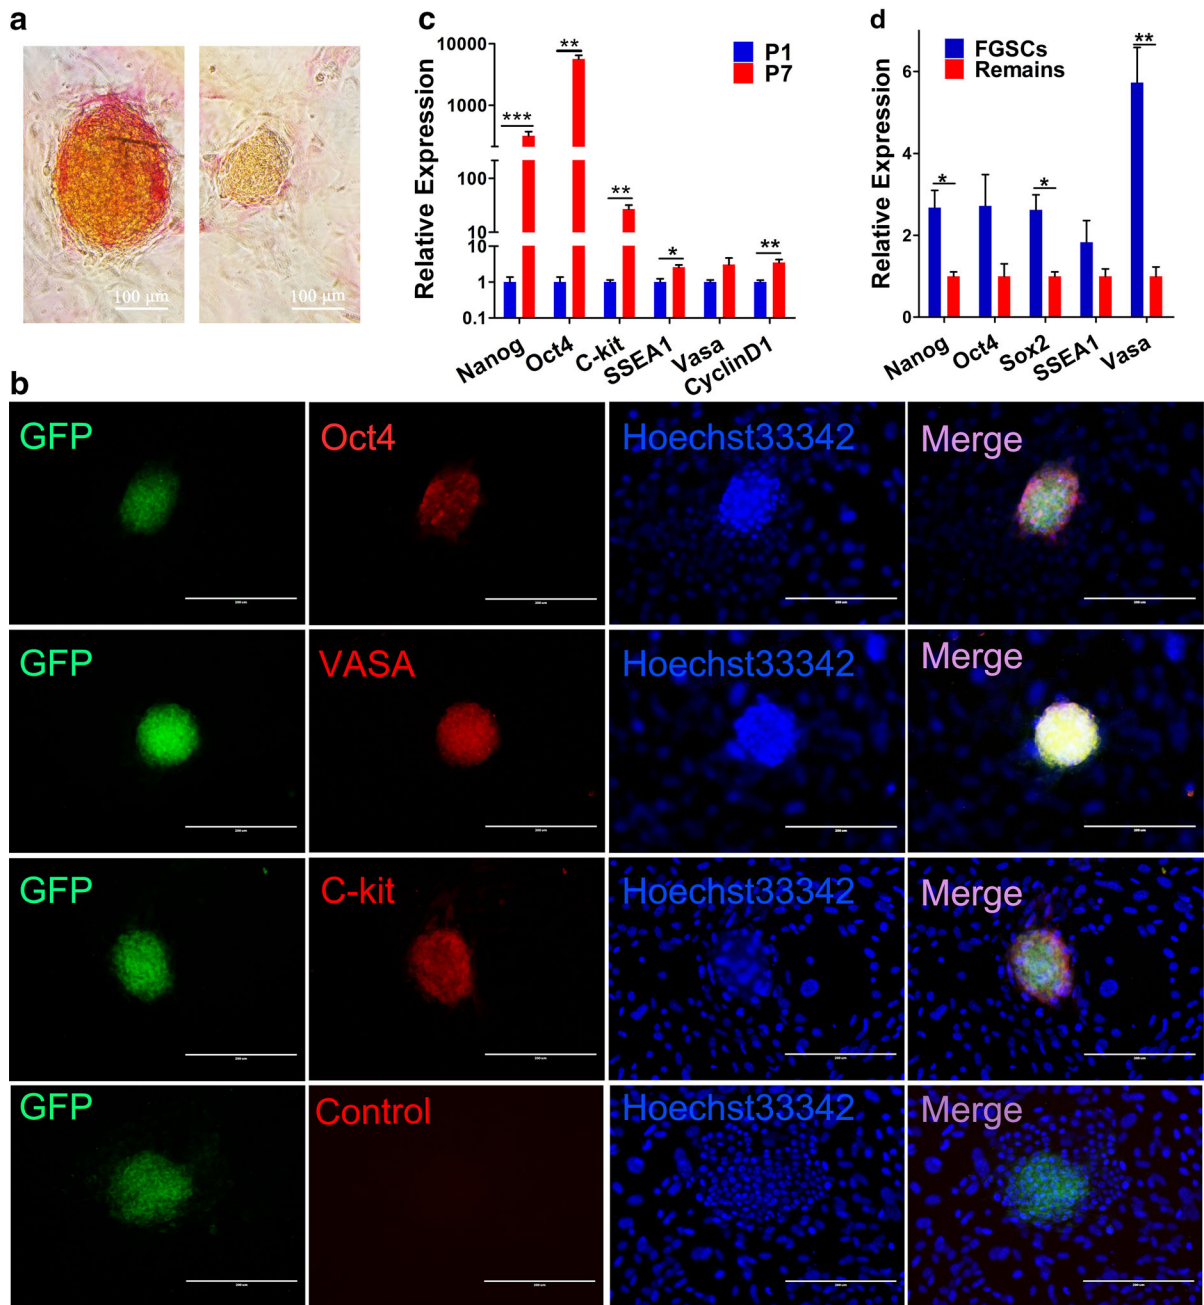 a
100 μm
100 μm
c
P1
P7
Relative Expression
10000
1000
100
10
10
1
0.1
***
**
**
*
**
Nanog
Oct4
C-kit
SSEA1
Vasa
CyclinD1
d
FGSCs
Remains
Relative Expression
6
4
2
0
*
*
**
Nanog
Oct4
Sox2
SSEA1
Vasa
b
GFP
Oct4
Hoechst33342
Merge
GFP
VASA
Hoechst33342
Merge
GFP
C-kit
Hoechst33342
Merge
GFP
Control
Hoechst33342
Merge